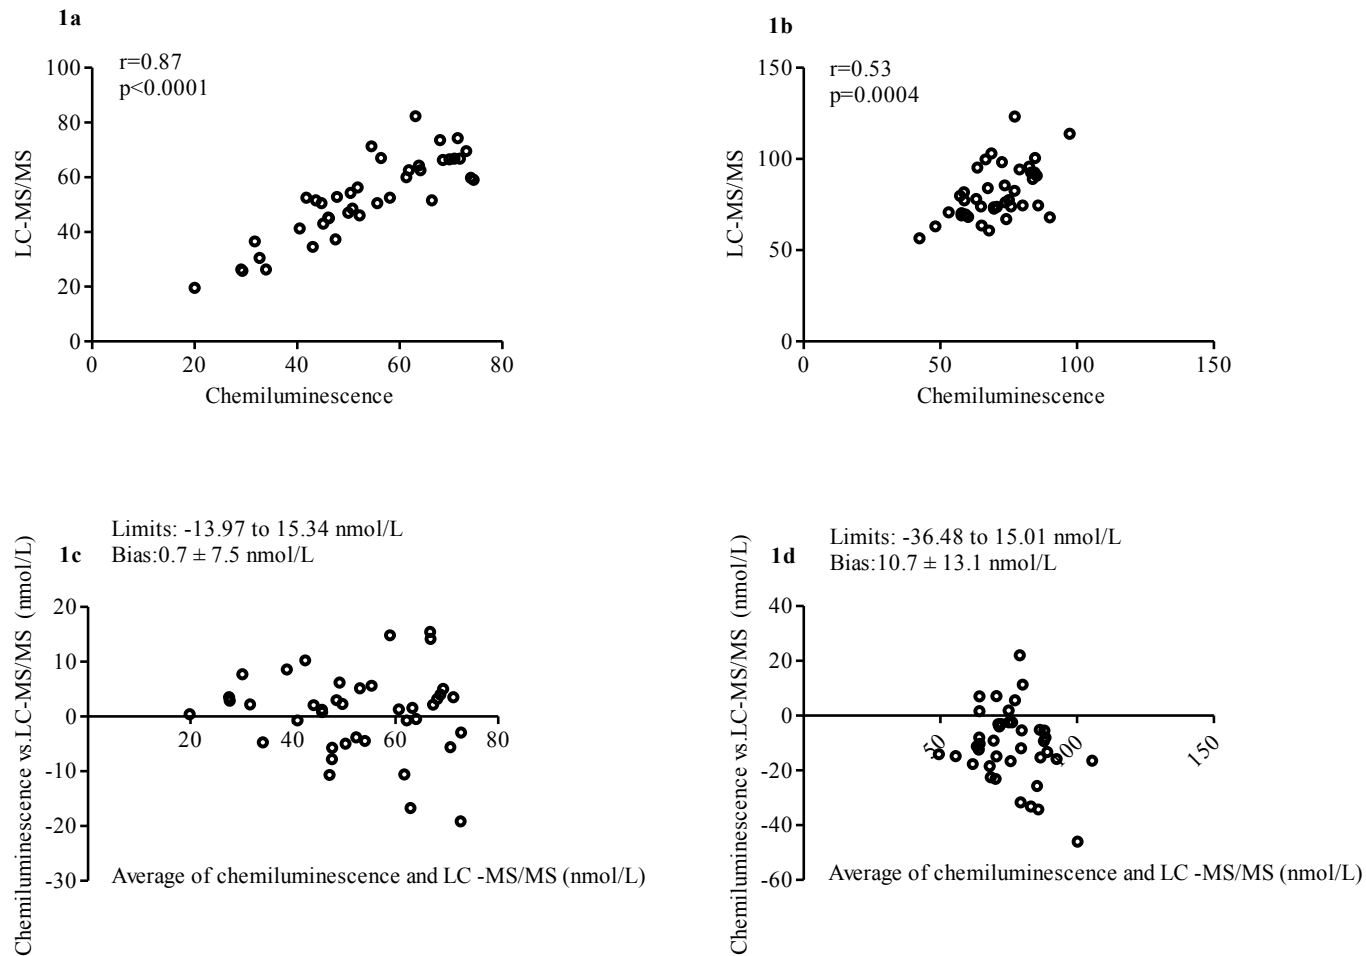 1a
r=0.87
p<0.0001
100
80
60
40
20
0
0 20 40 60 80
LC-MS/MS
Chemiluminescence
1b
r=0.53
p=0.0004
150
100
50
0
0 50 100 150
LC-MS/MS
Chemiluminescence
Limits: -13.97 to 15.34 nmol/L
1c Bias:0.7 ± 7.5 nmol/L
20
10
0
-10
-20
-30
20 40 60 80
Chemiluminescence vs.LC-MS/MS (nmol/L)
Average of chemiluminescence and LC -MS/MS (nmol/L)
Limits: -36.48 to 15.01 nmol/L
1d Bias:10.7 ± 13.1 nmol/L
40
20
0
-20
-40
-60
50 100 150
Chemiluminescence vs.LC-MS/MS (nmol/L)
Average of chemiluminescence and LC -MS/MS (nmol/L)